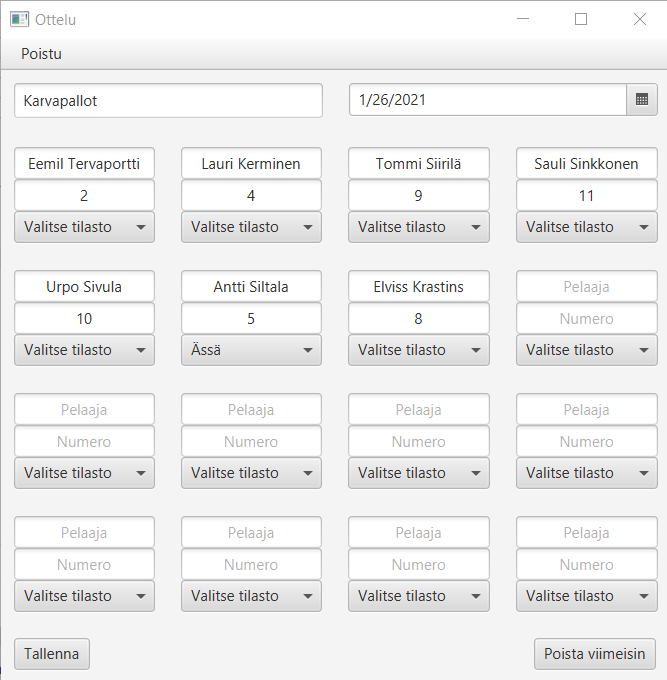 Ottelu
Poistu
Karvapallot 1/26/2021
Eemil Tervaportti Lauri Kerminen Tommi Siirilä Sauli Sinkkonen
2 4 9 11
Valitse tilasto Valitse tilasto Valitse tilasto Valitse tilasto
Urpo Sivula Antti Siltala Elviss Krastins Pelaaja
10 5 8 Numero
Valitse tilasto Ässä Valitse tilasto Valitse tilasto
Pelaaja Pelaaja Pelaaja Pelaaja
Numero Numero Numero Numero
Valitse tilasto Valitse tilasto Valitse tilasto Valitse tilasto
Pelaaja Pelaaja Pelaaja Pelaaja
Numero Numero Numero Numero
Valitse tilasto Valitse tilasto Valitse tilasto Valitse tilasto
Tallenna Poista viimeisin